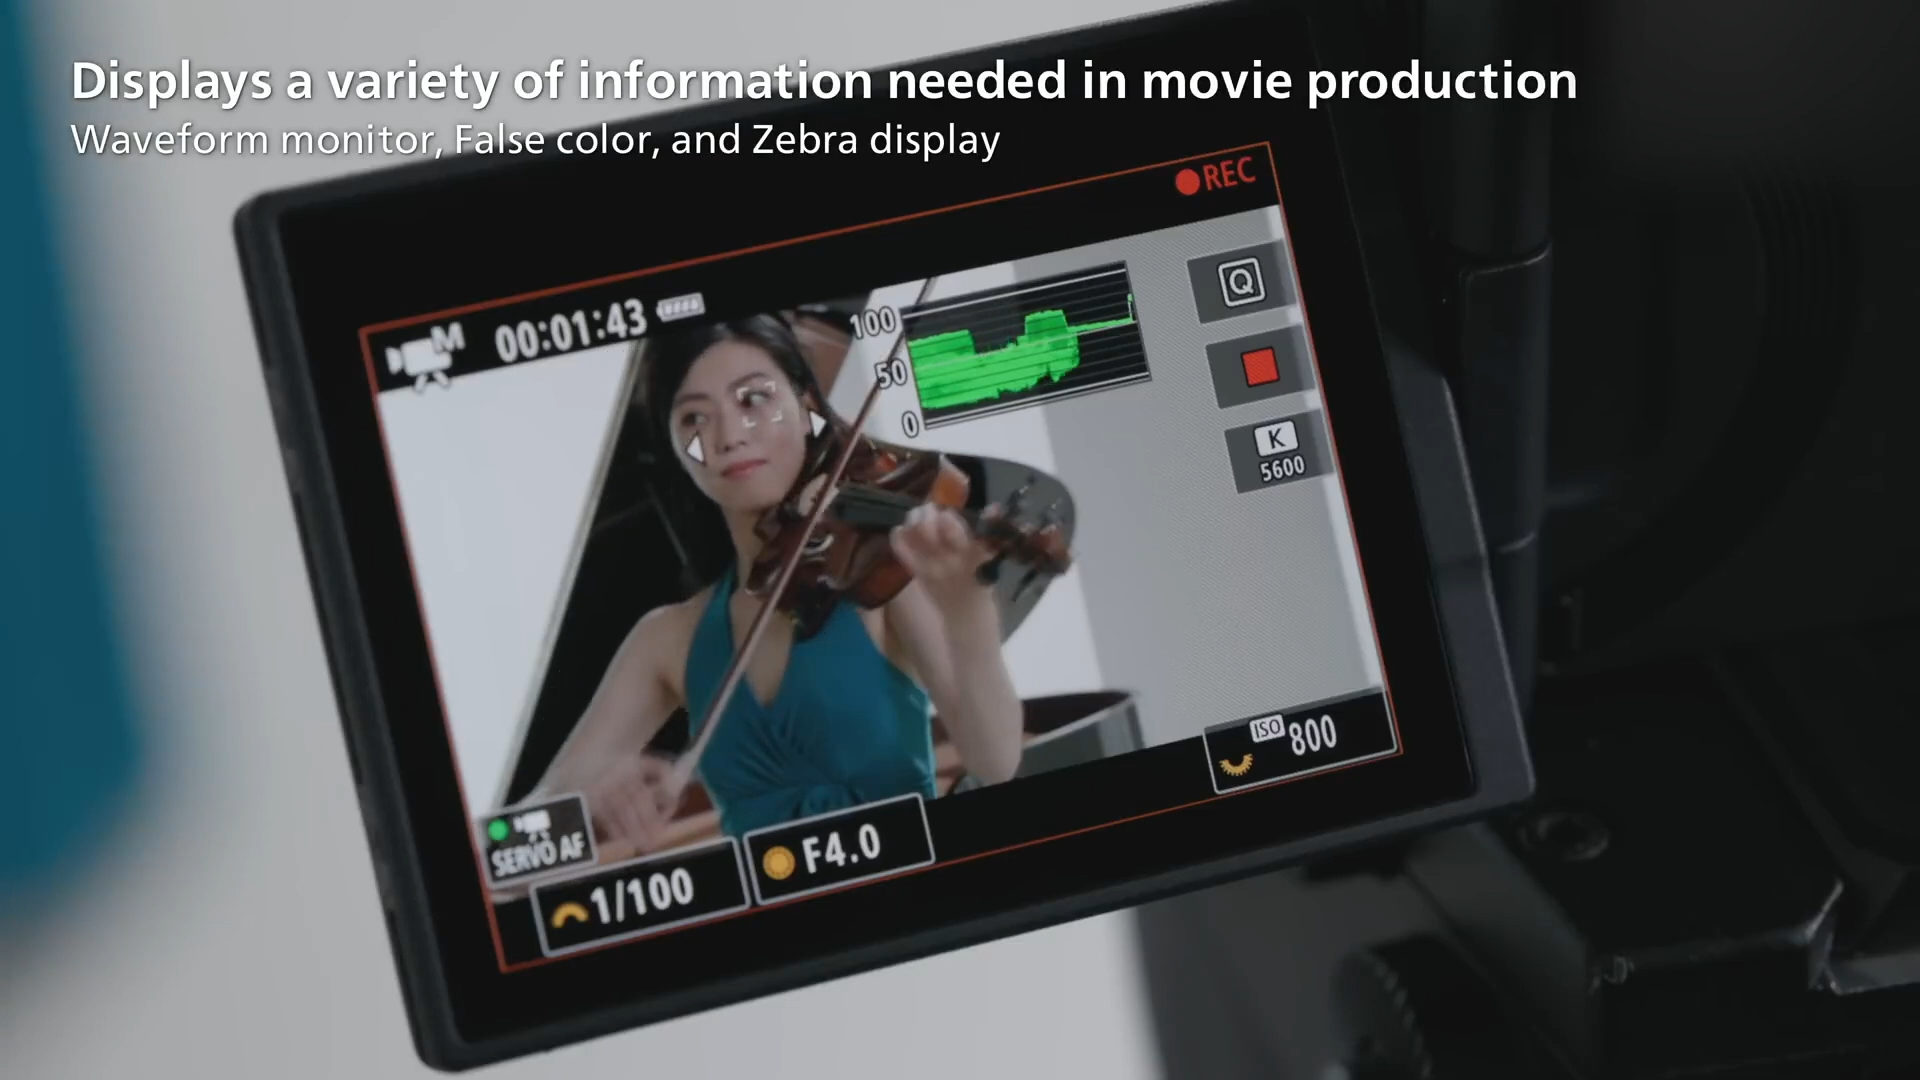 Displays a variety of information needed in movie production
Waveform monitor, False color, and Zebra display
REC
M 00:01:43
100
50
0
Q
K
5600
ISO 800
SERVO AF
1/100
F4.0